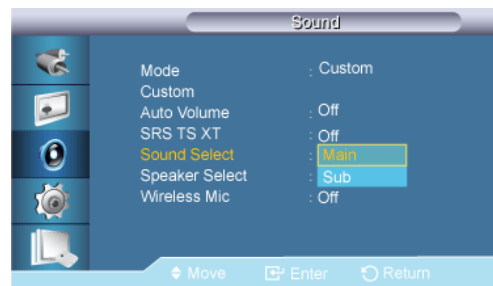 Sound
Mode : Custom
Custom
Auto Volume : Off
SRS TS XT : Off
Sound Select : Main
Speaker Select : Sub
Wireless Mic : Off
Move Enter Return